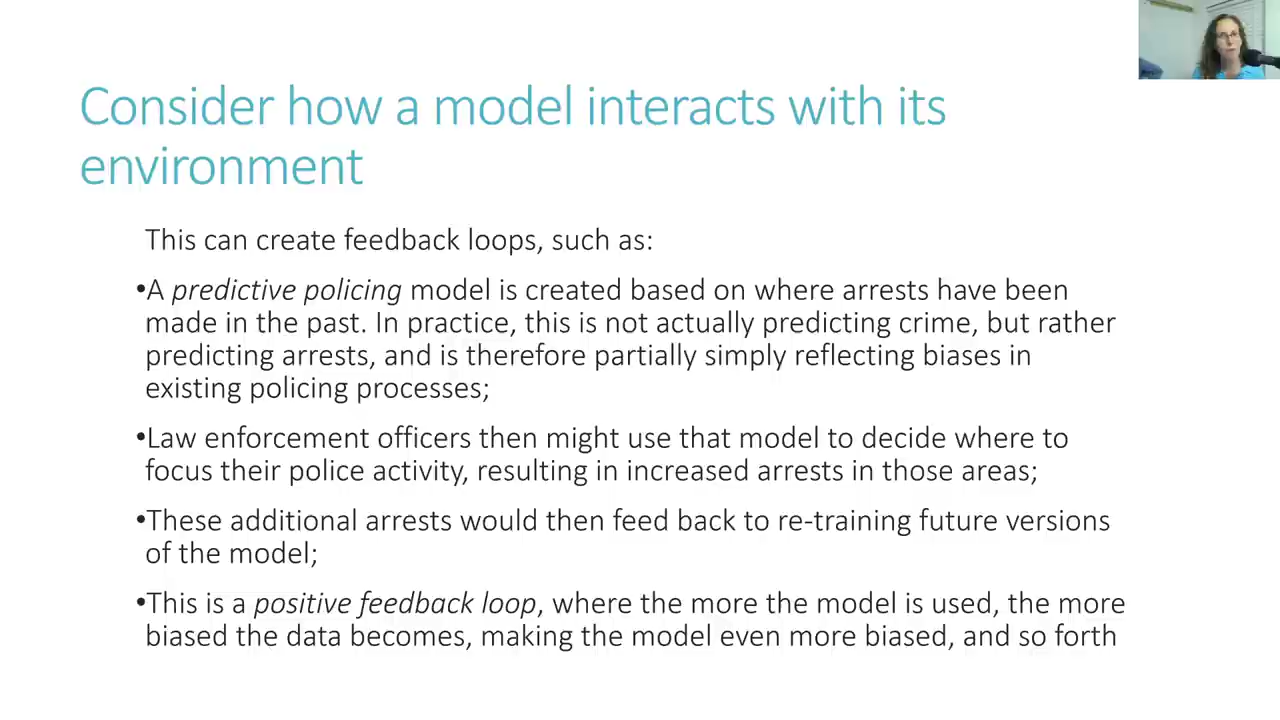 Consider how a model interacts with its
environment
This can create feedback loops, such as:
•A predictive policing model is created based on where arrests have been
made in the past. In practice, this is not actually predicting crime, but rather
predicting arrests, and is therefore partially simply reflecting biases in
existing policing processes;
•Law enforcement officers then might use that model to decide where to
focus their police activity, resulting in increased arrests in those areas;
•These additional arrests would then feed back to re-training future versions
of the model;
•This is a positive feedback loop, where the more the model is used, the more
biased the data becomes, making the model even more biased, and so forth